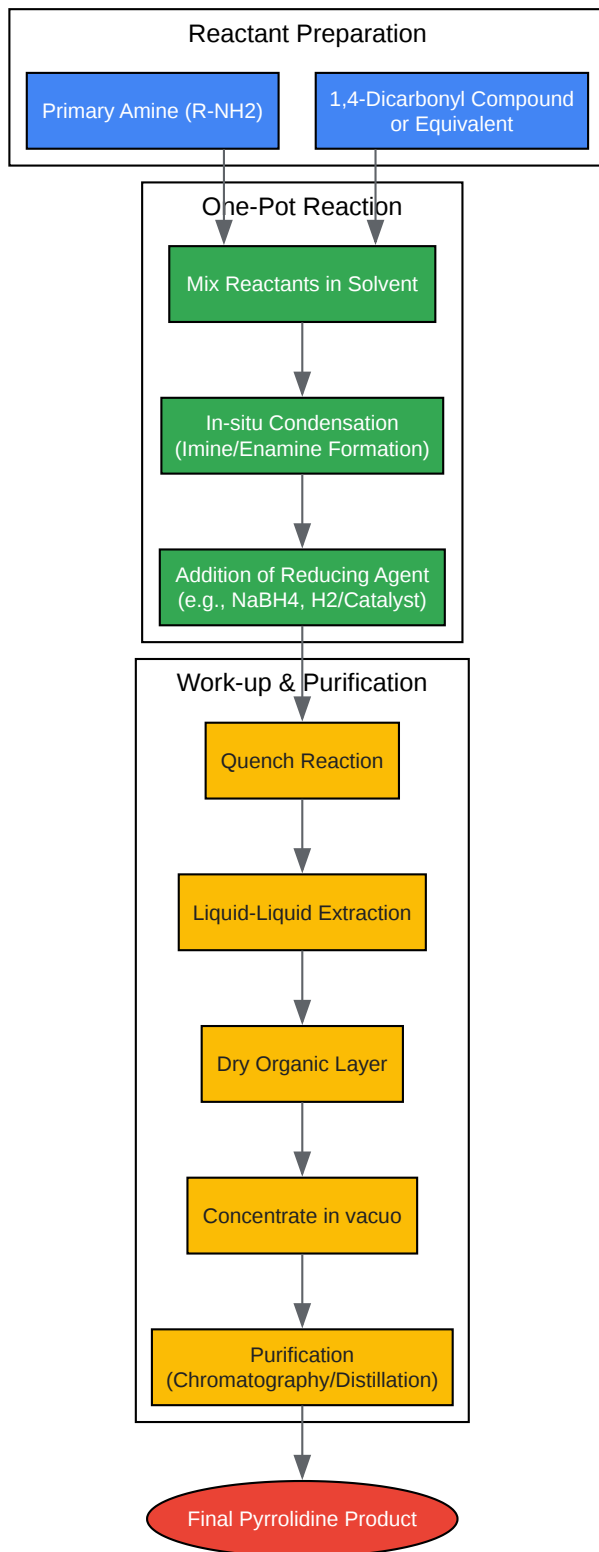 Reactant Preparation
Primary Amine (R-NH2)
1,4-Dicarbonyl Compound
or Equivalent
One-Pot Reaction
Mix Reactants in Solvent
In-situ Condensation
(Imine/Enamine Formation)
Addition of Reducing Agent
(e.g., NaBH4, H2/Catalyst)
Work-up & Purification
Quench Reaction
Liquid-Liquid Extraction
Dry Organic Layer
Concentrate in vacuo
Purification
(Chromatography/Distillation)
Final Pyrrolidine Product